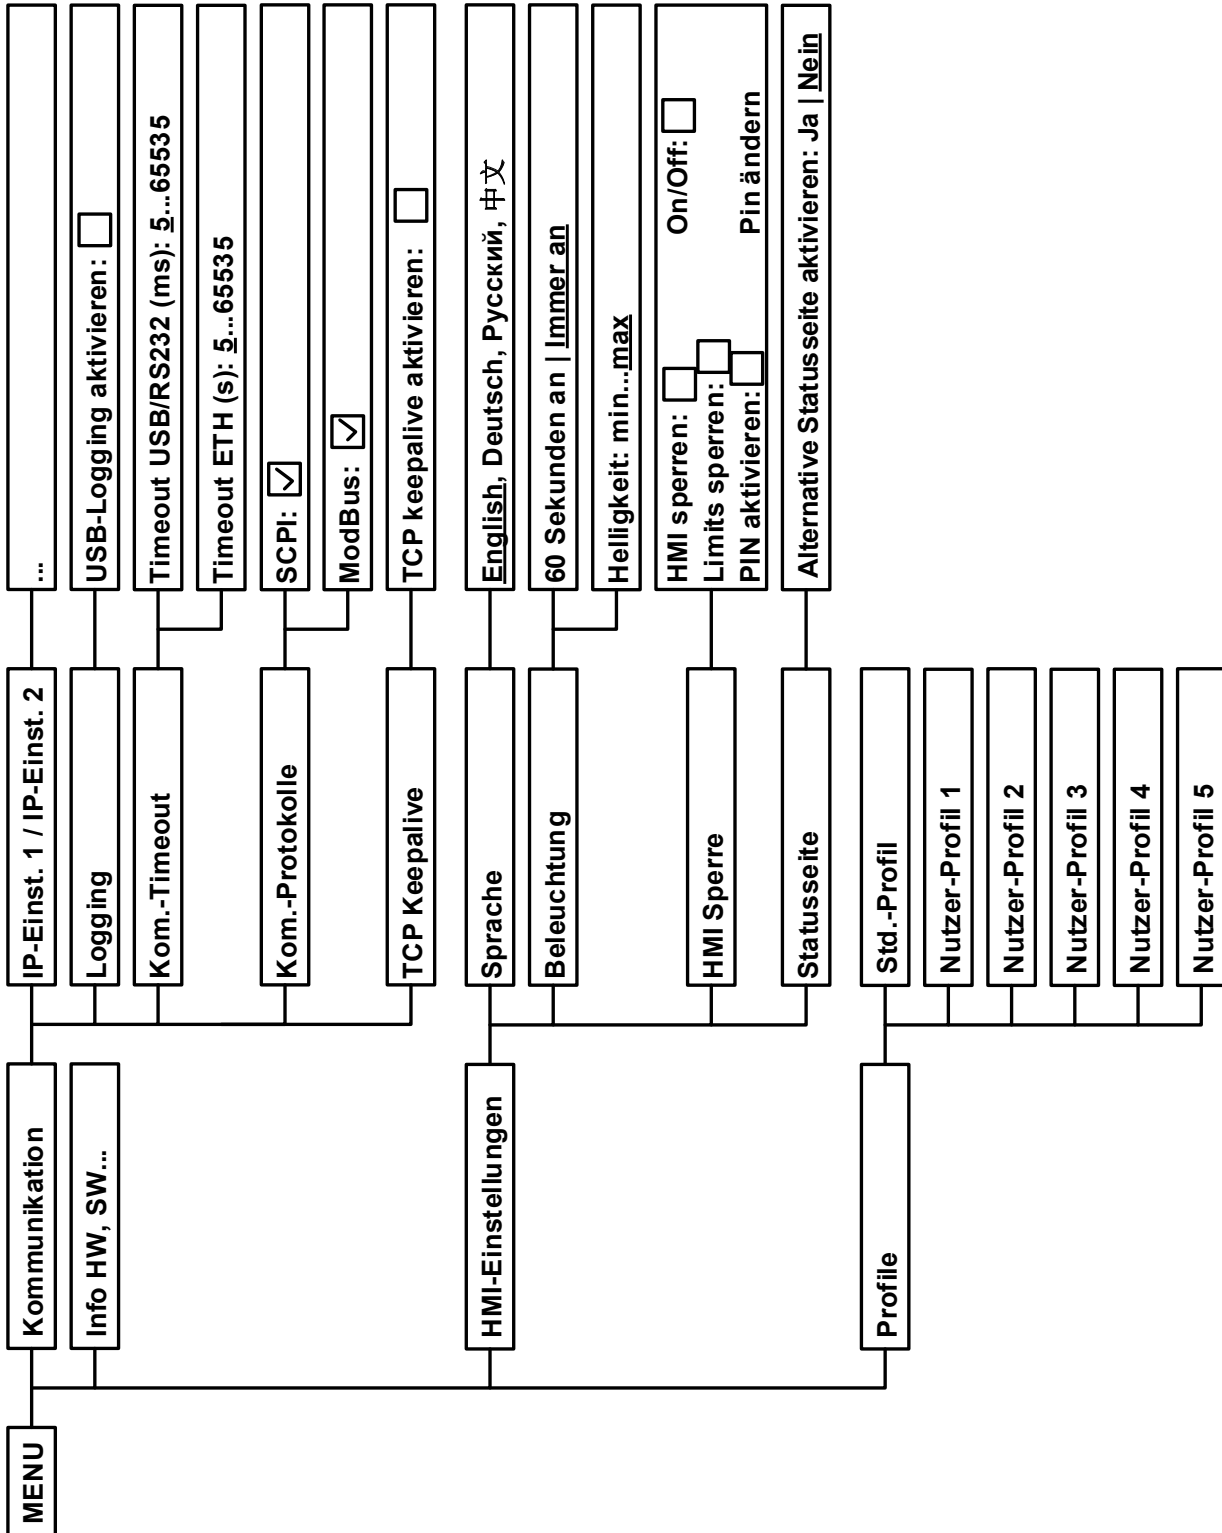 MENU
Kommunikation
IP-Einst. 1 / IP-Einst. 2
...
Logging
USB-Logging aktivieren:
Kom.-Timeout
Timeout USB/RS232 (ms): 5...65535
Timeout ETH (s): 5...65535
Kom.-Protokolle
SCPI:
ModBus:
TCP Keepalive
TCP keepalive aktivieren:
Info HW, SW...
HMI-Einstellungen
Sprache
English, Deutsch, Русский, 中文
Beleuchtung
60 Sekunden an | Immer an
Helligkeit: min...max
HMI Sperre
HMI sperren: On/Off:
Limits sperren:
PIN aktivieren: Pin ändern
Statusseite
Alternative Statusseite aktivieren: Ja | Nein
Profile
Std.-Profil
Nutzer-Profil 1
Nutzer-Profil 2
Nutzer-Profil 3
Nutzer-Profil 4
Nutzer-Profil 5